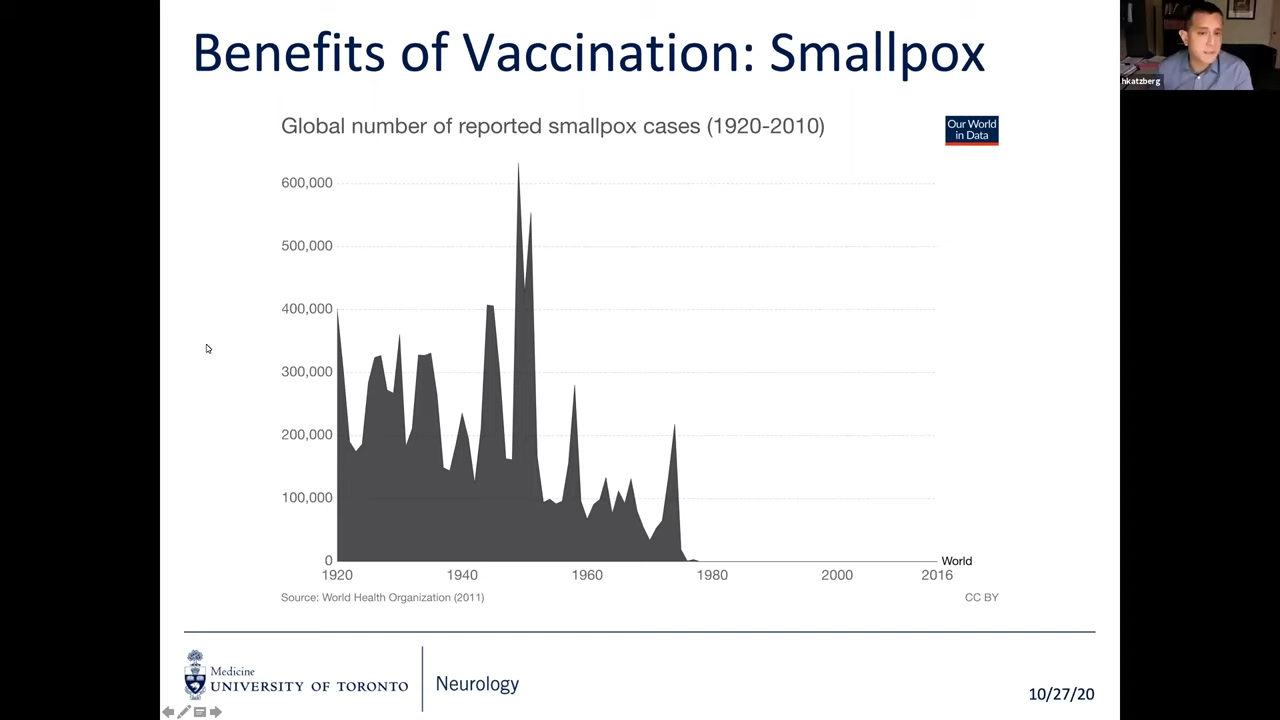 Benefits of Vaccination: Smallpox
hkatzberg
Global number of reported smallpox cases (1920-2010)
Our World
in Data
600,000
500,000
400,000
300,000
200,000
100,000
0
World
1920
1940
1960
1980
2000
2016
Source: World Health Organization (2011)
CC BY
Medicine
UNIVERSITY OF TORONTO
Neurology
10/27/20